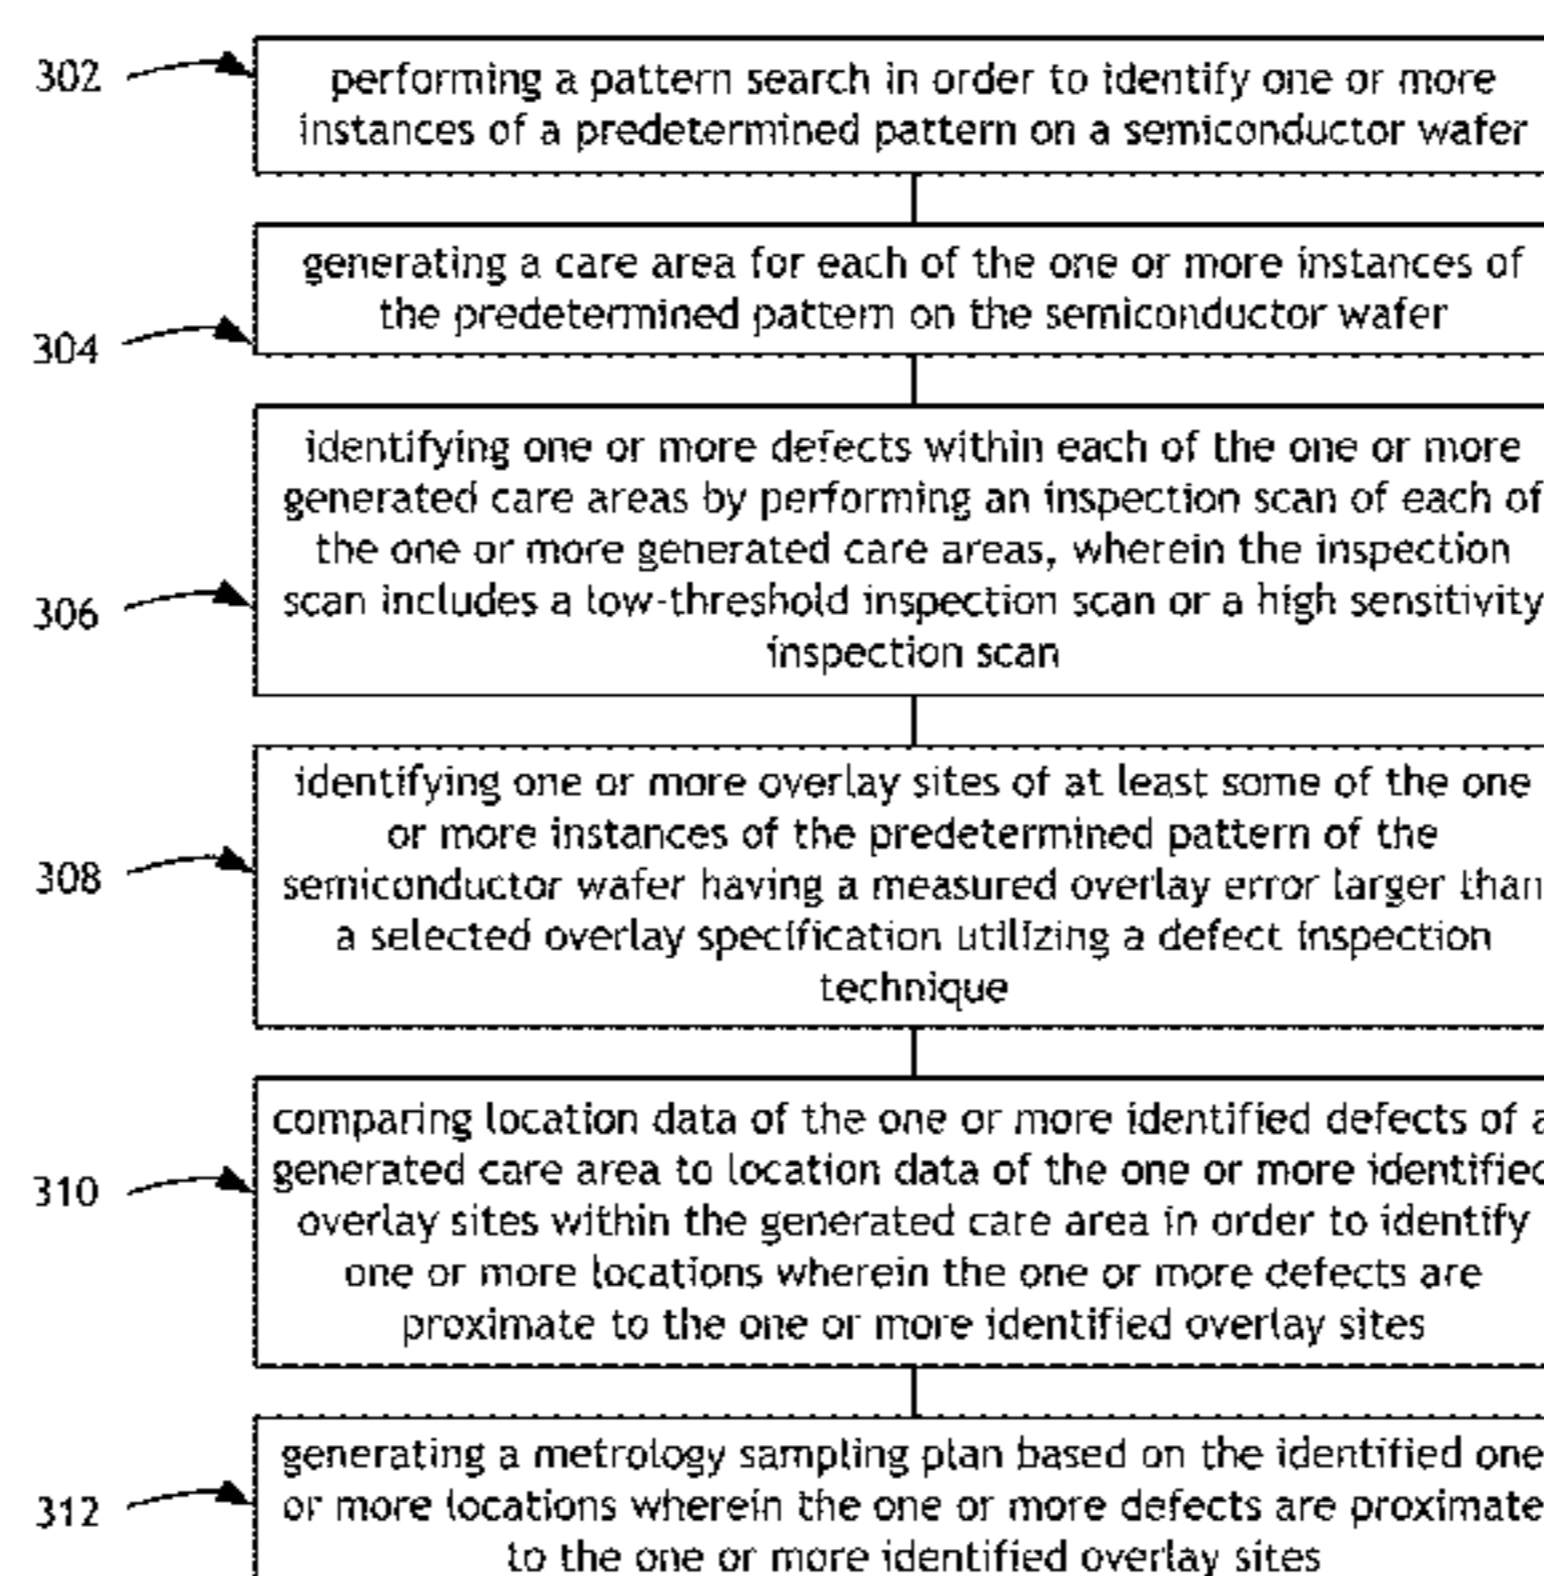 302
performing a pattern search in order to identify one or more
instances of a predetermined pattern on a semiconductor wafer
generating a care area for each of the one or more instances of
the predetermined pattern on the semiconductor wafer
304
identifying one or more defects within each of the one or more
generated care areas by performing an inspection scan of each of
the one or more generated care areas, wherein the inspection
306
scan includes a low-threshold inspection scan or a high sensitivity
inspection scan
identifying one or more overlay sites of at least some of the one
or more instances of the predetermined pattern of the
308
semiconductor wafer having a measured overlay error larger than
a selected overlay specification utilizing a defect inspection
technique
comparing location data of the one or more identified defects of a
generated care area to location data of the one or more identified
310
overlay sites within the generated care area in order to identify
one or more locations wherein the one or more defects are
proximate to the one or more identified overlay sites
generating a metrology sampling plan based on the identified one
312
or more locations wherein the one or more defects are proximate
to the one or more identified overlay sites